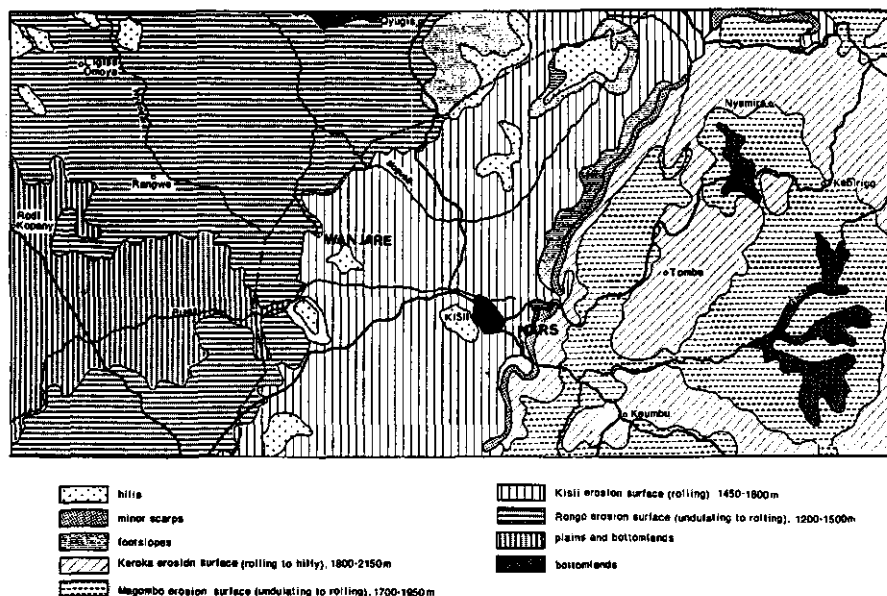 Oyugis
Nyamira
Rangwe
Kebirigo
Rodi
Kopany
WANJARE
Tombe
KISII
KARS
Keumbu
hills
minor scarps
footslopes
Keroka erosion surface (rolling to hilly), 1800-2150m
Magombo erosion surface (undulating to rolling), 1700-1950m
Kisii erosion surface (rolling) 1450-1800m
Rongo erosion surface (undulating to rolling), 1200-1500m
plains and bottomlands
bottomlands